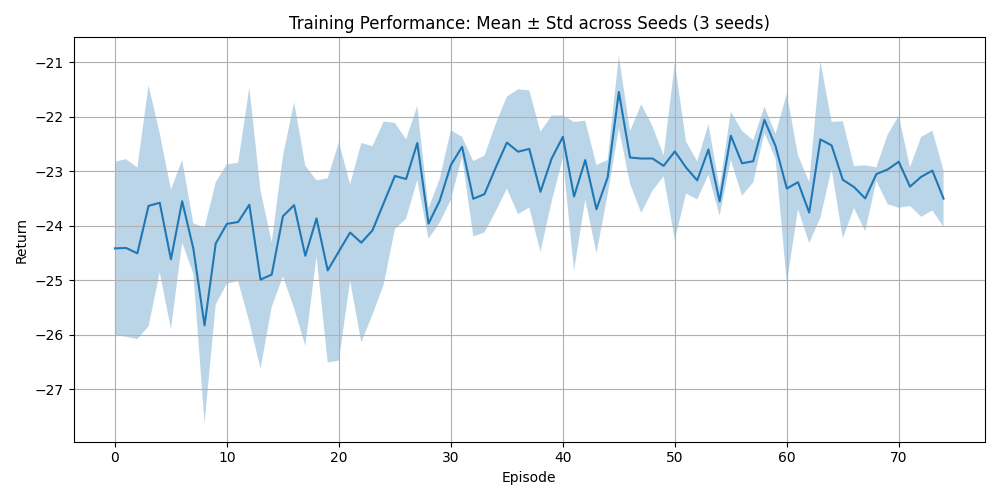 Training Performance: Mean ± Std across Seeds (3 seeds)
Return
−21
−22
−23
−24
−25
−26
−27
0 10 20 30 40 50 60 70
Episode